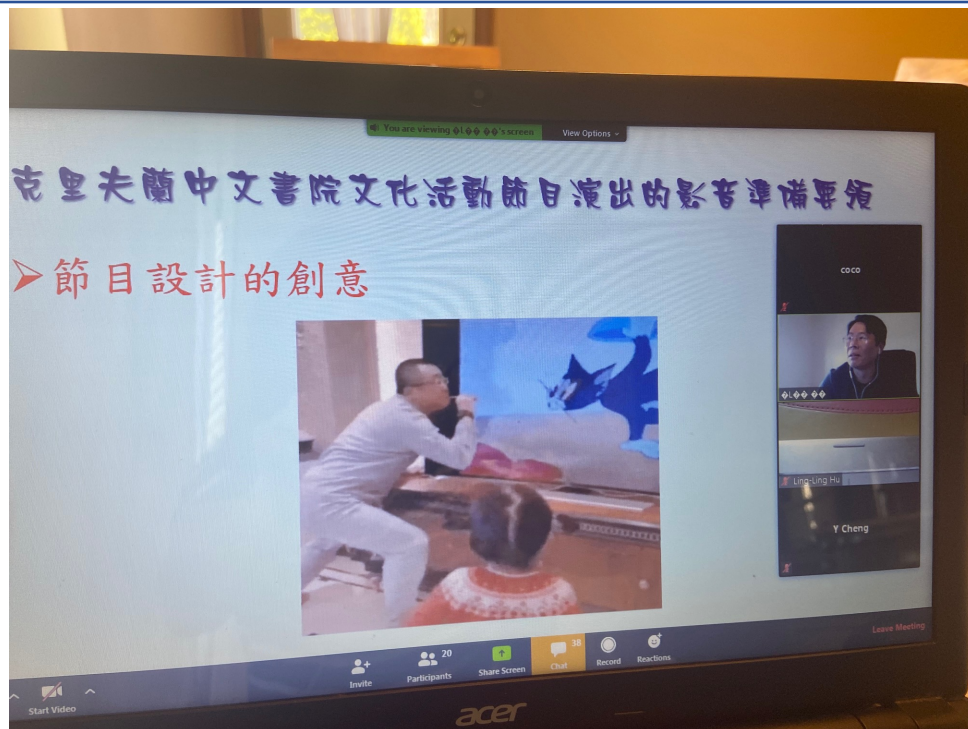 You are viewing �L�� ��'s screen
View Options
克里夫蘭中文書院文化活動節目演出的影音準備要領
➢節目設計的創意
coco
�L�� ��
Ling-Ling Hu
Y Cheng
Leave Meeting
Start Video
Invite
20
Participants
Share Screen
38
Chat
Record
Reactions
acer